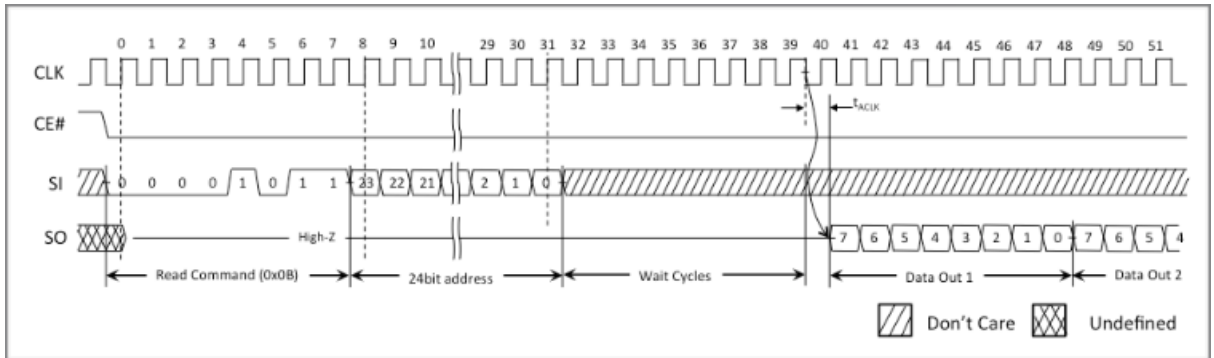 0 1 2 3 4 5 6 7 8 9 10 29 30 31 32 33 34 35 36 37 38 39 40 41 42 43 44 45 46 47 48 49 50 51
CLK
tACLK
CE#
SI 0 0 0 0 1 0 1 1 23 22 21 2 1 0
SO High-Z 7 6 5 4 3 2 1 0 7 6 5 4
Read Command (0x0B) 24bit address Wait Cycles Data Out 1 Data Out 2
Don't Care Undefined